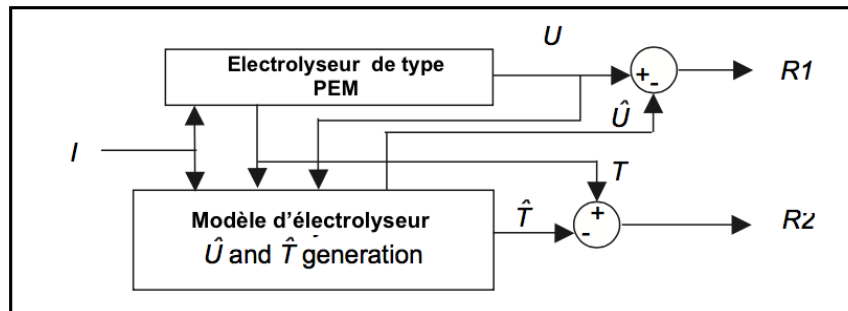 U
Electrolyseur de type
PEM
+
-
R1
Û
I
T
Modèle d'électrolyseur
Û and T̂ generation
T̂
+
-
R2